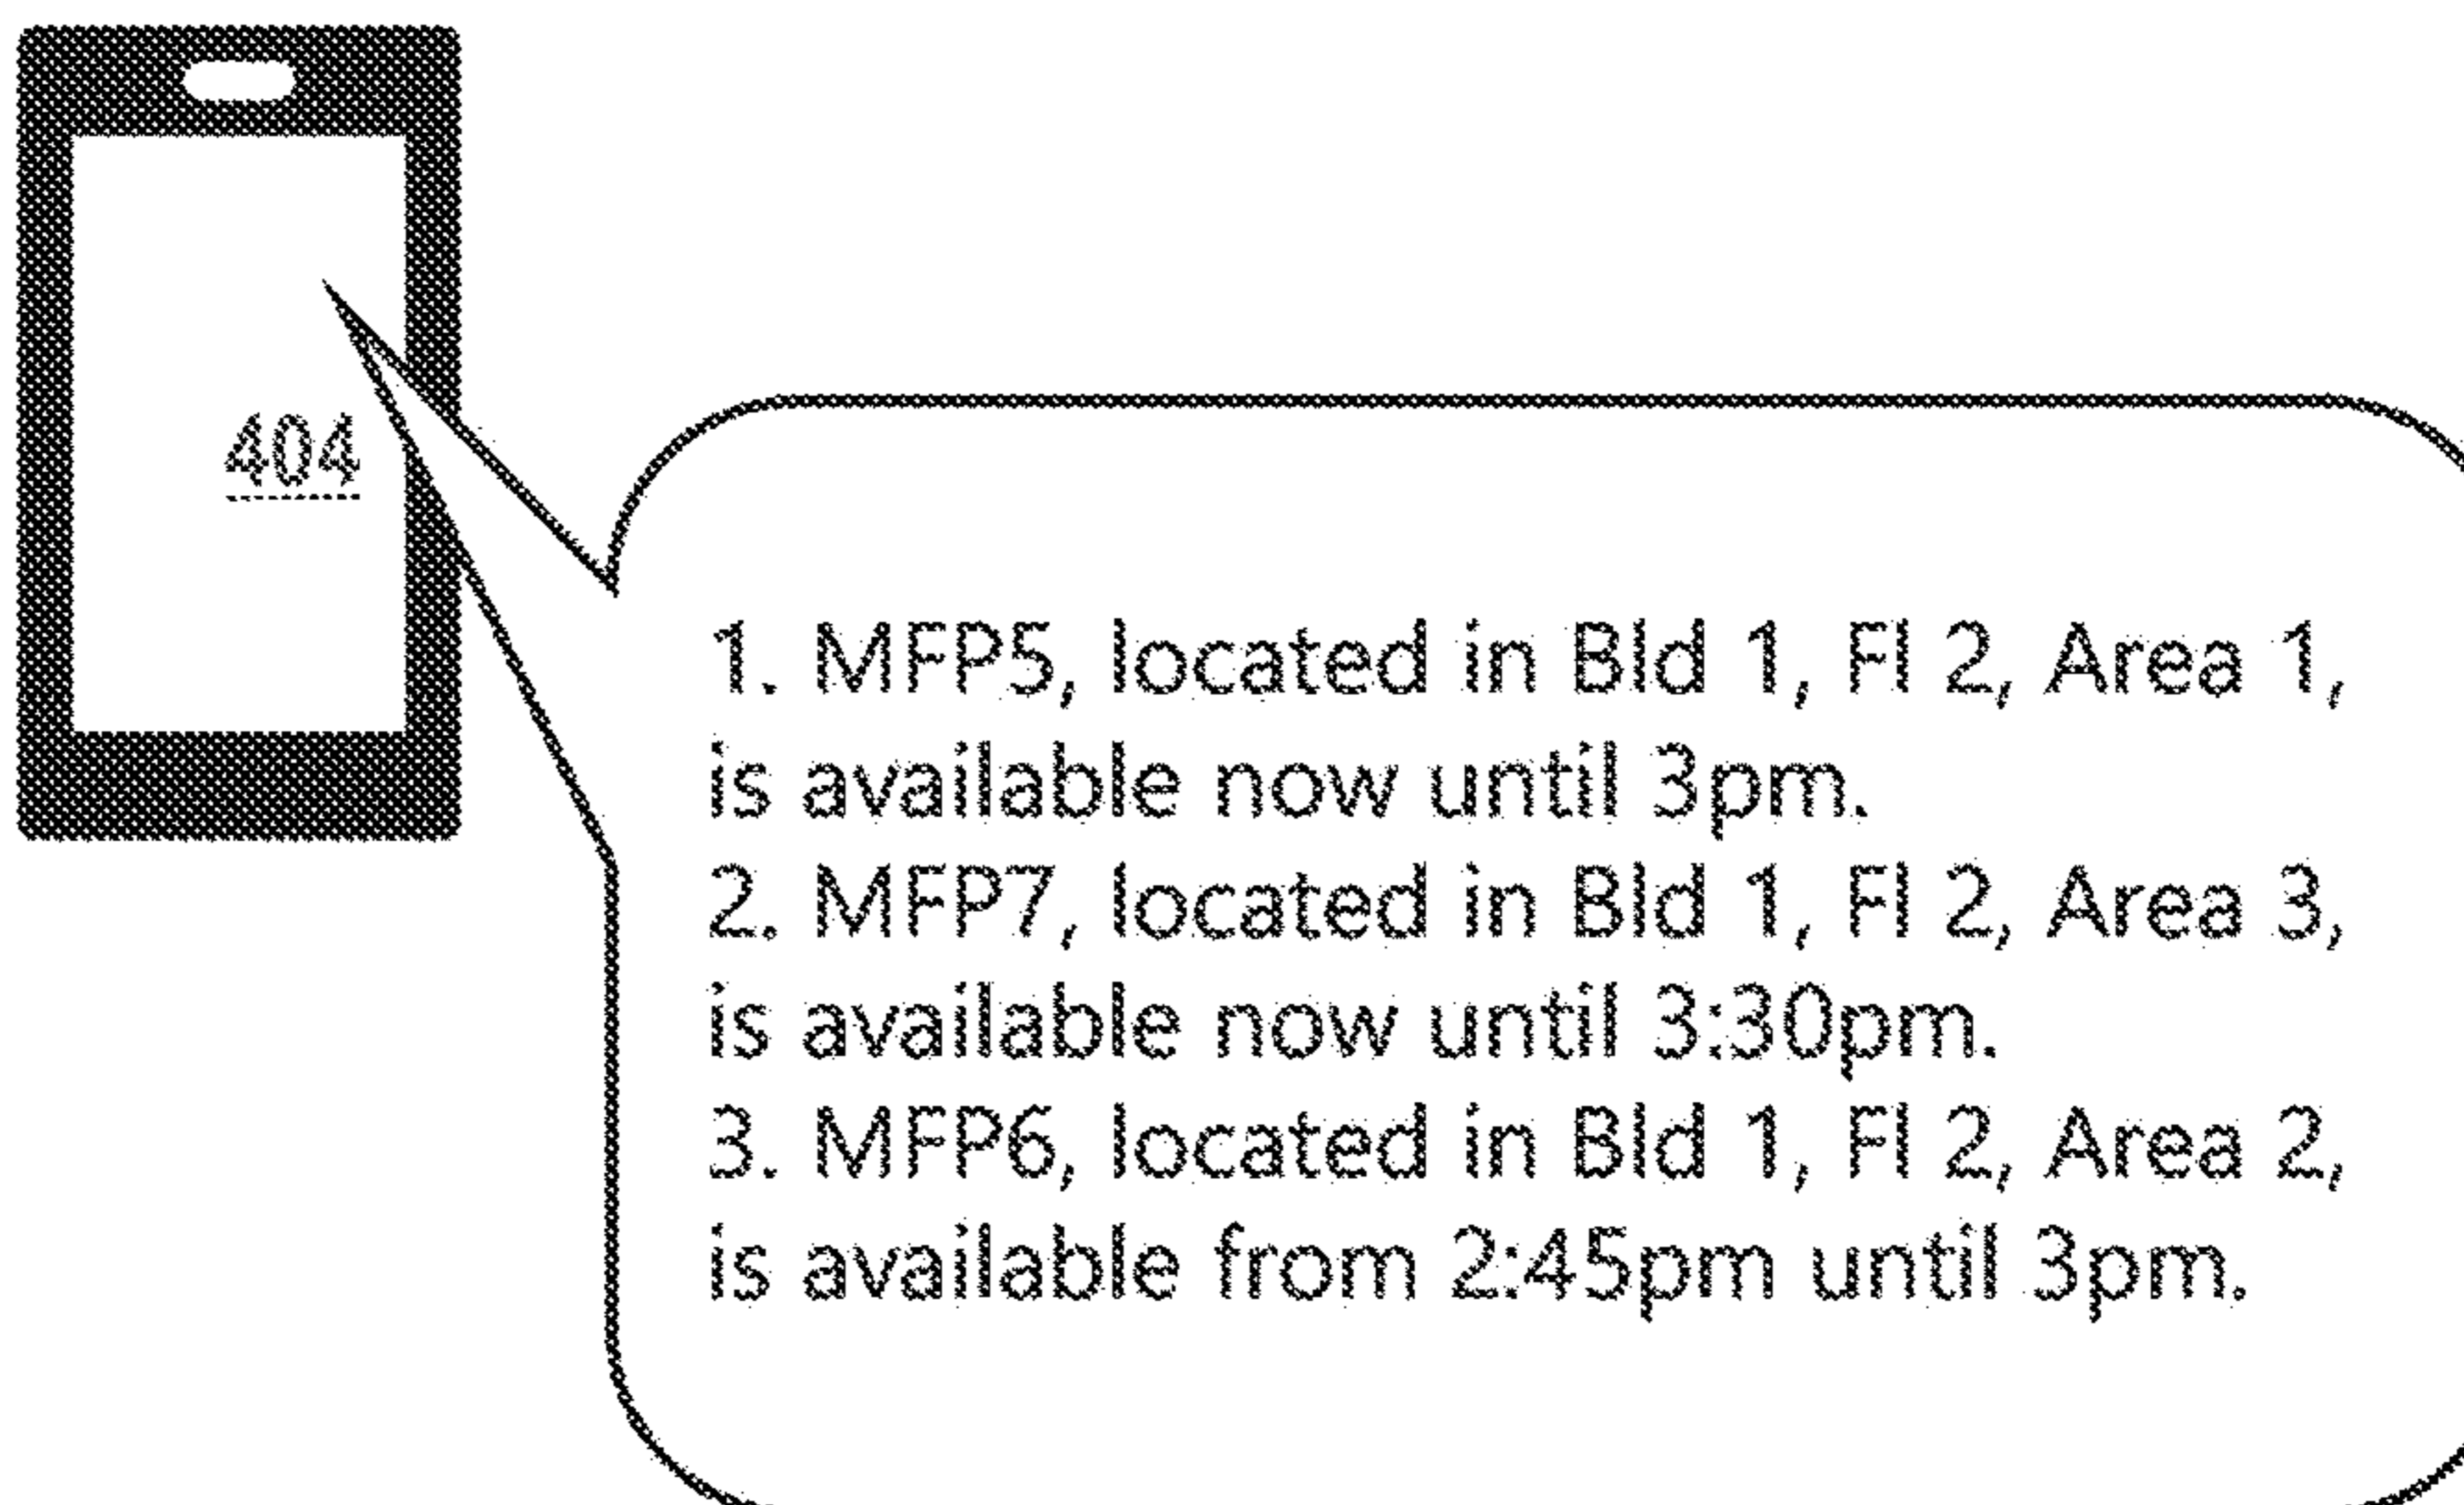 404
1. MFP5, located in Bld 1, Fl 2, Area 1,
is available now until 3pm.
2. MFP7, located in Bld 1, Fl 2, Area 3,
is available now until 3:30pm.
3. MFP6, located in Bld 1, Fl 2, Area 2,
is available from 2:45pm until 3pm.